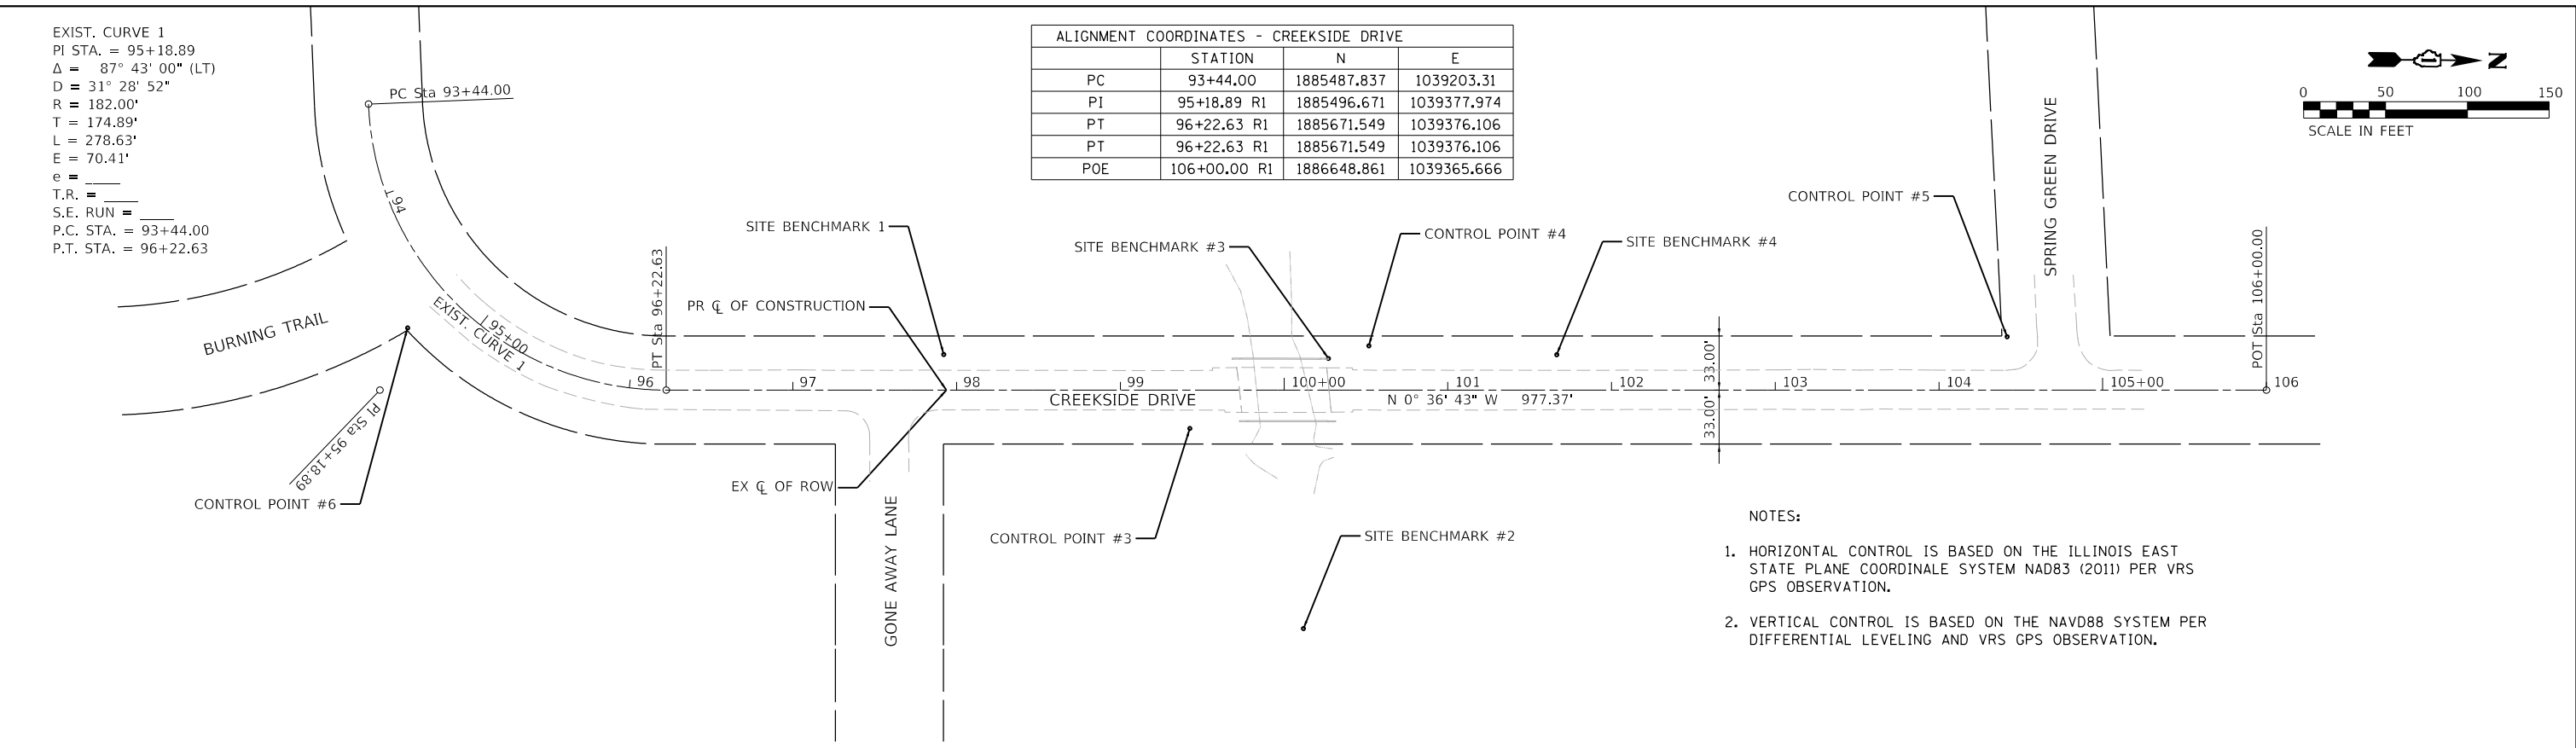 EXIST. CURVE 1
PI STA. = 95+18.89
Δ = 87° 43' 00" (LT)
D = 31° 28' 52"
R = 182.00'
T = 174.89'
L = 278.63'
E = 70.41'
e = ____
T.R. = ____
S.E. RUN = ____
P.C. STA. = 93+44.00
P.T. STA. = 96+22.63
PC Sta 93+44.00
ALIGNMENT COORDINATES - CREEKSIDE DRIVE
STATION N E
PC 93+44.00 1885487.837 1039203.31
PI 95+18.89 R1 1885496.671 1039377.974
PT 96+22.63 R1 1885671.549 1039376.106
PT 96+22.63 R1 1885671.549 1039376.106
POE 106+00.00 R1 1886648.861 1039365.666
N
0 50 100 150
SCALE IN FEET
SPRING GREEN DRIVE
CONTROL POINT #5
94
SITE BENCHMARK 1
SITE BENCHMARK #3
CONTROL POINT #4
SITE BENCHMARK #4
PT Sta 96+22.63
POT Sta 106+00.00
PR ℄ OF CONSTRUCTION
BURNING TRAIL
95+00
EXIST. CURVE 1
33.00'
96 97 98 99 100+00 101 102 103 104 105+00 106
CREEKSIDE DRIVE
N 0° 36' 43" W 977.37'
33.00'
PI Sta 95+18.89
EX ℄ OF ROW
CONTROL POINT #6
GONE AWAY LANE
CONTROL POINT #3
SITE BENCHMARK #2
NOTES:
1. HORIZONTAL CONTROL IS BASED ON THE ILLINOIS EAST
STATE PLANE COORDINALE SYSTEM NAD83 (2011) PER VRS
GPS OBSERVATION.
2. VERTICAL CONTROL IS BASED ON THE NAVD88 SYSTEM PER
DIFFERENTIAL LEVELING AND VRS GPS OBSERVATION.